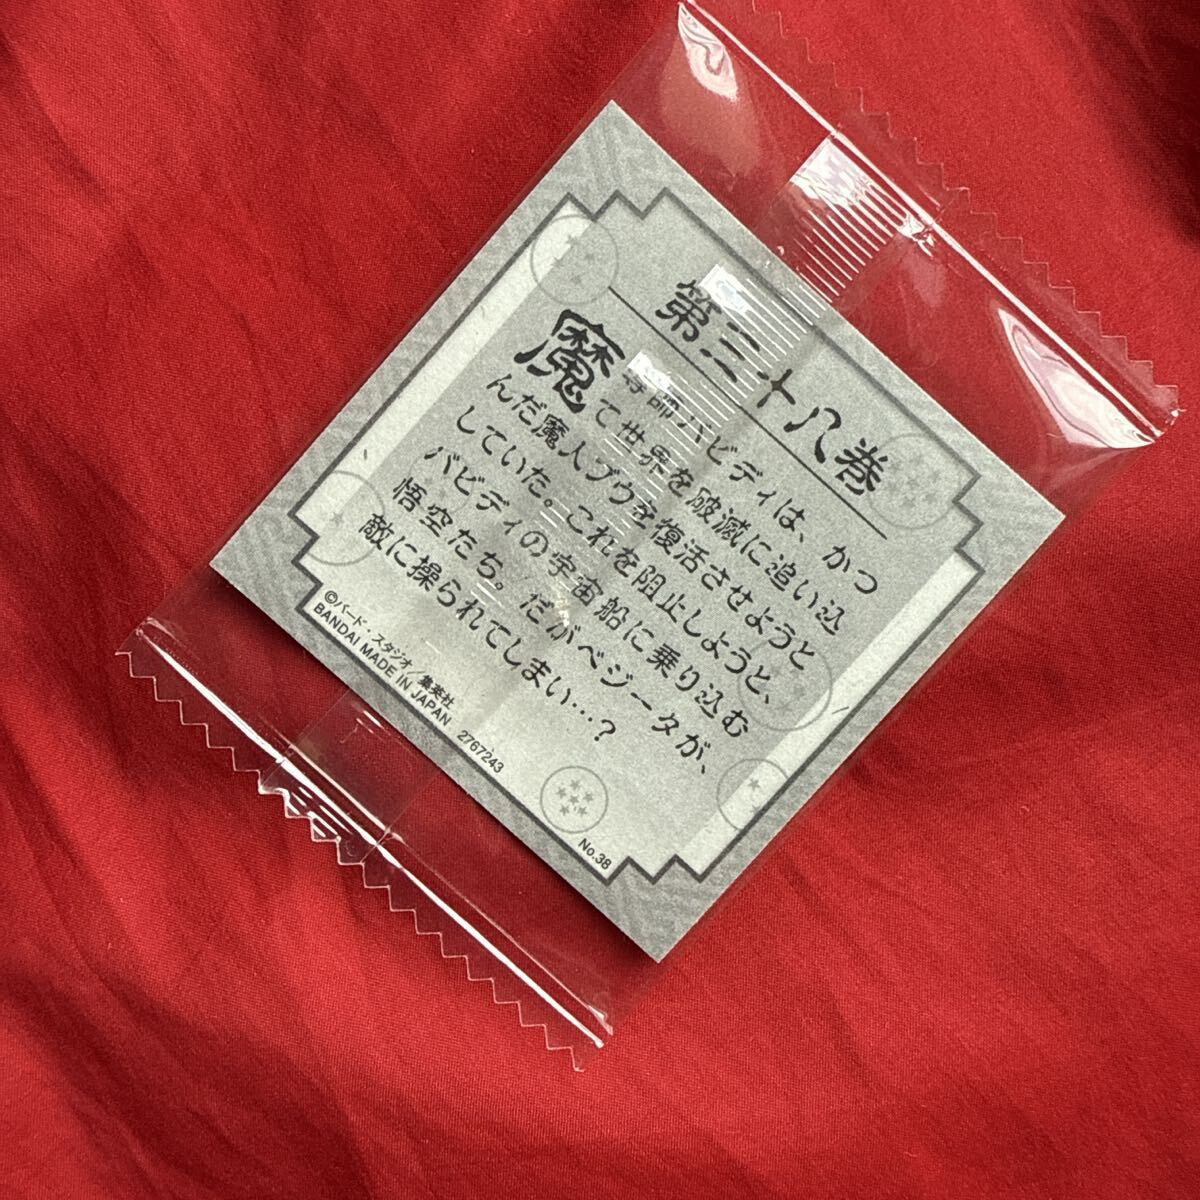 第三十八巻
魔導師バビディは、かつ
て世界を破滅に追い込
んだ魔人ブウを復活させようと
していた。これを阻止しようと、
バビディの宇宙船に乗り込む
悟空たち。だがベジータが、
敵に操られてしまい…?
©バード・スタジオ/集英社
BANDAI MADE IN JAPAN 2767243
No.38